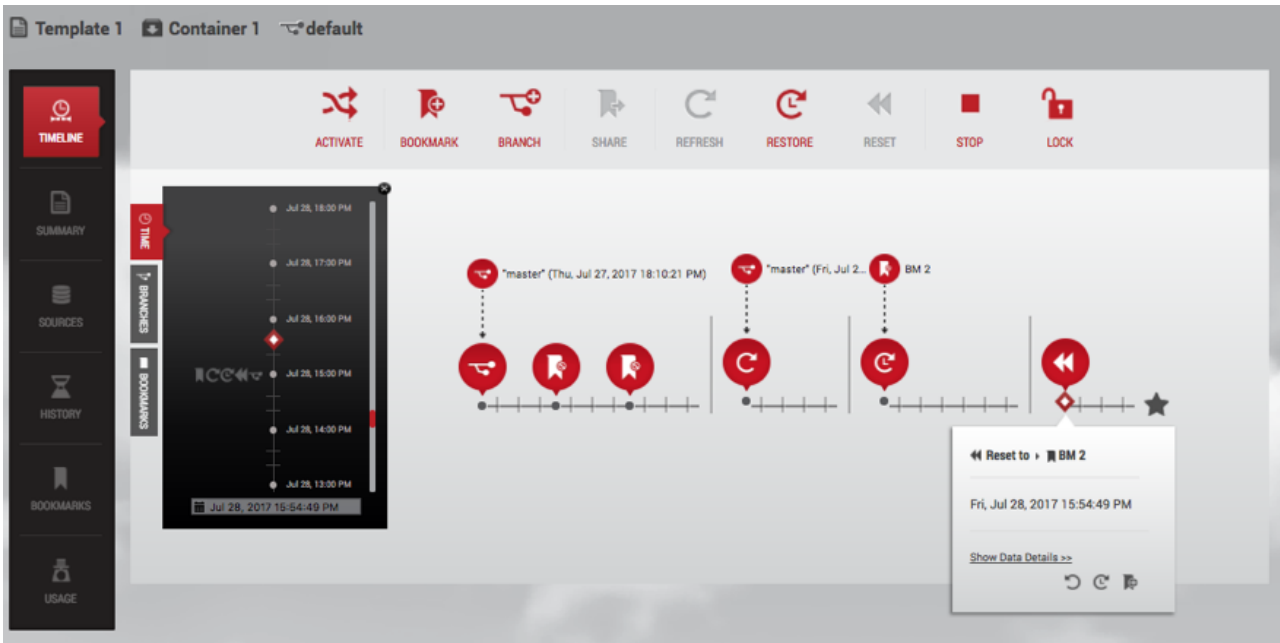 Template 1 Container 1 default
TIMELINE
SUMMARY
SOURCES
HISTORY
BOOKMARKS
USAGE
ACTIVATE BOOKMARK BRANCH SHARE REFRESH RESTORE RESET STOP LOCK
TIME
BRANCHES
BOOKMARKS
Jul 28, 18:00 PM
Jul 28, 17:00 PM
Jul 28, 16:00 PM
Jul 28, 15:00 PM
Jul 28, 14:00 PM
Jul 28, 13:00 PM
Jul 28, 2017 15:54:49 PM
"master" (Thu, Jul 27, 2017 18:10:21 PM)
"master" (Fri, Jul 2...
BM 2
Reset to BM 2
Fri, Jul 28, 2017 15:54:49 PM
Show Data Details >>